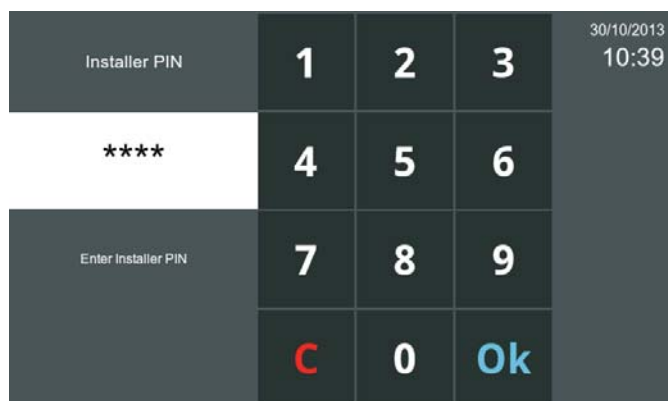 Installer PIN
****
Enter Installer PIN
1 2 3
4 5 6
7 8 9
C 0 Ok
30/10/2013
10:39